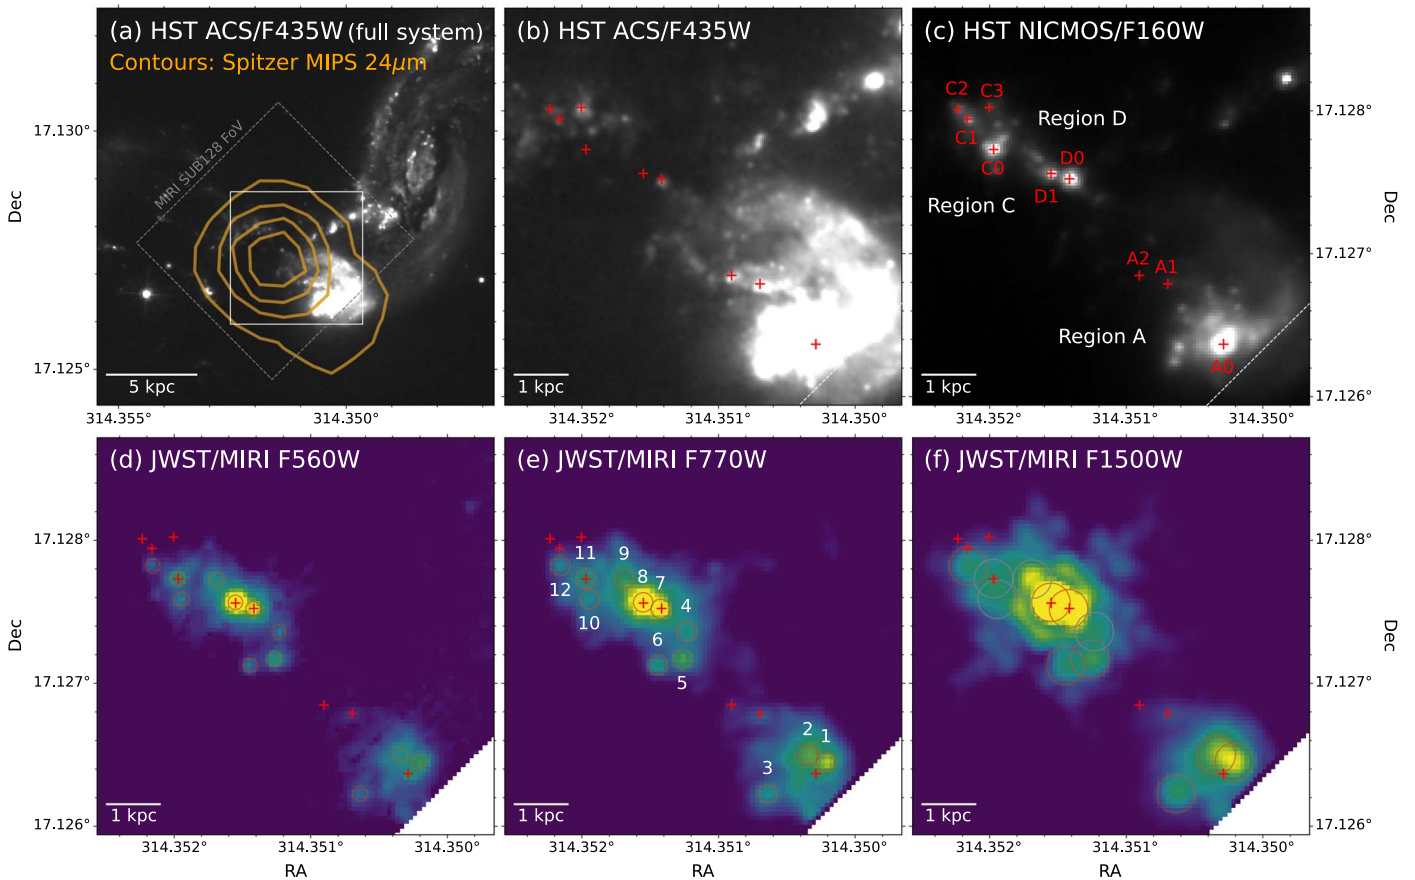 (a) HST ACS/F435W (full system)
Contours: Spitzer MIPS 24μm
MIRI SUB128 FoV
5 kpc
17.130°
17.125°
Dec
314.355°
314.350°
(b) HST ACS/F435W
1 kpc
314.352°
314.351°
314.350°
(c) HST NICMOS/F160W
C2
C3
C1
C0
Region D
D0
D1
Region C
A2
A1
Region A
A0
1 kpc
17.128°
17.127°
17.126°
Dec
314.352°
314.351°
314.350°
(d) JWST/MIRI F560W
1 kpc
17.128°
17.127°
17.126°
Dec
314.352°
314.351°
314.350°
RA
(e) JWST/MIRI F770W
11
9
8
7
12
4
10
6
5
2
1
3
1 kpc
314.352°
314.351°
314.350°
(f) JWST/MIRI F1500W
1 kpc
17.128°
17.127°
17.126°
Dec
314.352°
314.351°
314.350°
RA